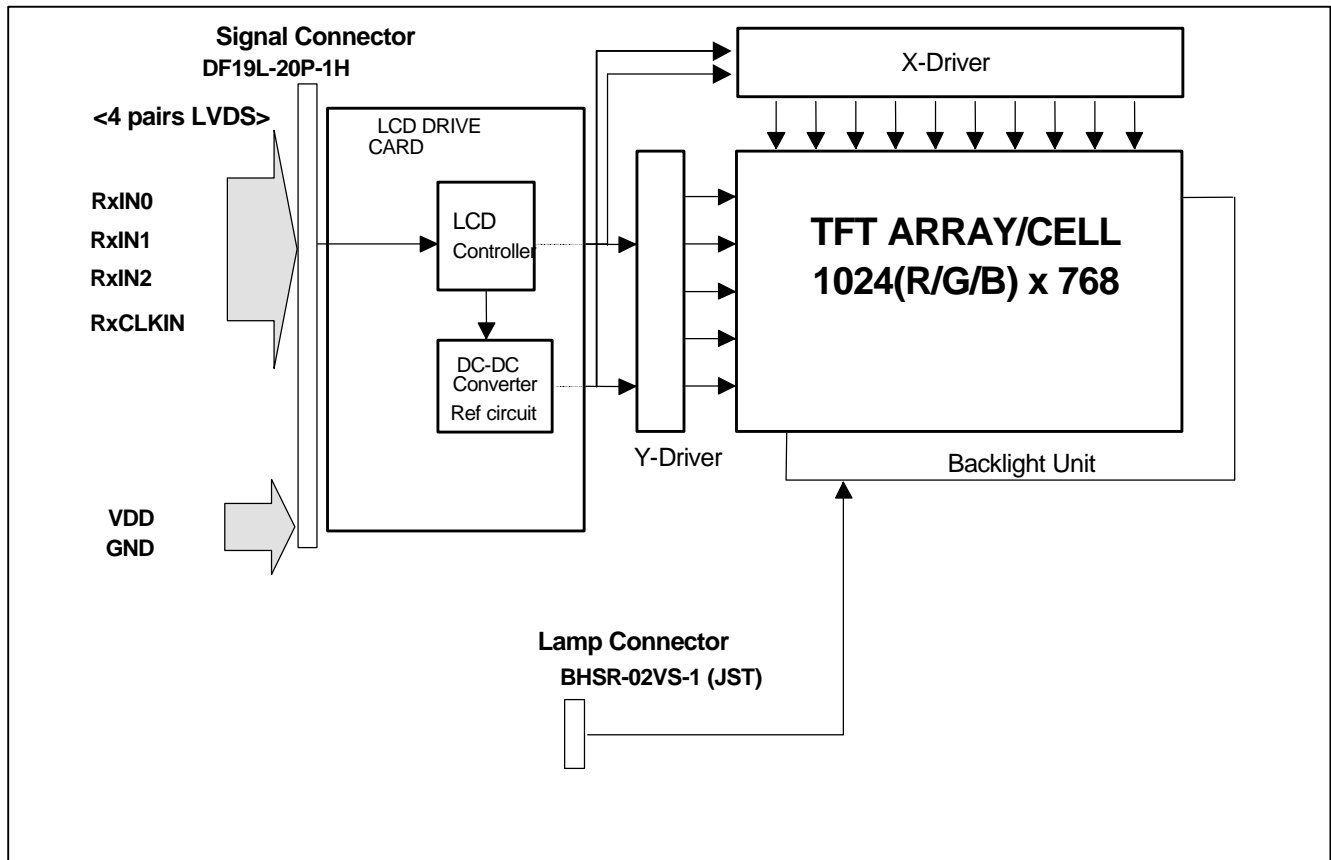 Signal Connector
DF19L-20P-1H
<4 pairs LVDS>
RxIN0
RxIN1
RxIN2
RxCLKIN
VDD
GND
LCD DRIVE
CARD
LCD
Controller
DC-DC
Converter
Ref circuit
X-Driver
Y-Driver
TFT ARRAY/CELL
1024(R/G/B) x 768
Backlight Unit
Lamp Connector
BHSR-02VS-1 (JST)